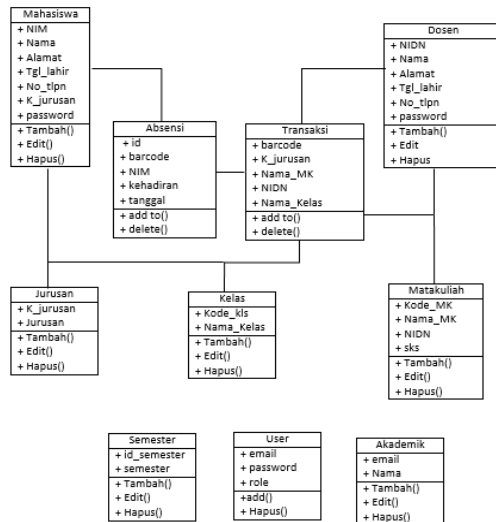 Mahasiswa
+ NIM
+ Nama
+ Alamat
+ Tgl_lahir
+ No_tlpn
+ K_jurusan
+ password
+ Tambah()
+ Edit()
+ Hapus()
Dosen
+ NIDN
+ Nama
+ Alamat
+ Tgl_lahir
+ No_tlpn
+ password
+ Tambah()
+ Edit
+ Hapus
Absensi
+ id
+ barcode
+ NIM
+ kehadiran
+ tanggal
+ add to()
+ delete()
Transaksi
+ barcode
+ K_jurusan
+ Nama_MK
+ NIDN
+ Nama_Kelas
+ add to()
+ delete()
Jurusan
+ K_jurusan
+ Jurusan
+ Tambah()
+ Edit()
+ Hapus()
Kelas
+ Kode_kls
+ Nama_Kelas
+ Tambah()
+ Edit()
+ Hapus()
Matakuliah
+ Kode_MK
+ Nama_MK
+ NIDN
+ sks
+ Tambah()
+ Edit()
+ Hapus()
Semester
+ id_semester
+ semester
+ Tambah()
+ Edit()
+ Hapus()
User
+ email
+ password
+ role
+add()
+ Hapus()
Akademik
+ email
+ Nama
+ Tambah()
+ Edit()
+ Hapus()